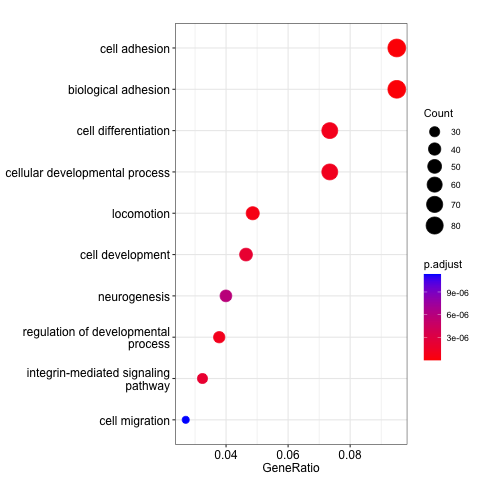 cell adhesion
biological adhesion
cell differentiation
cellular developmental process
locomotion
cell development
neurogenesis
regulation of developmental
process
integrin-mediated signaling
pathway
cell migration
0.04
0.06
0.08
GeneRatio
Count
30
40
50
60
70
80
p.adjust
9e-06
6e-06
3e-06